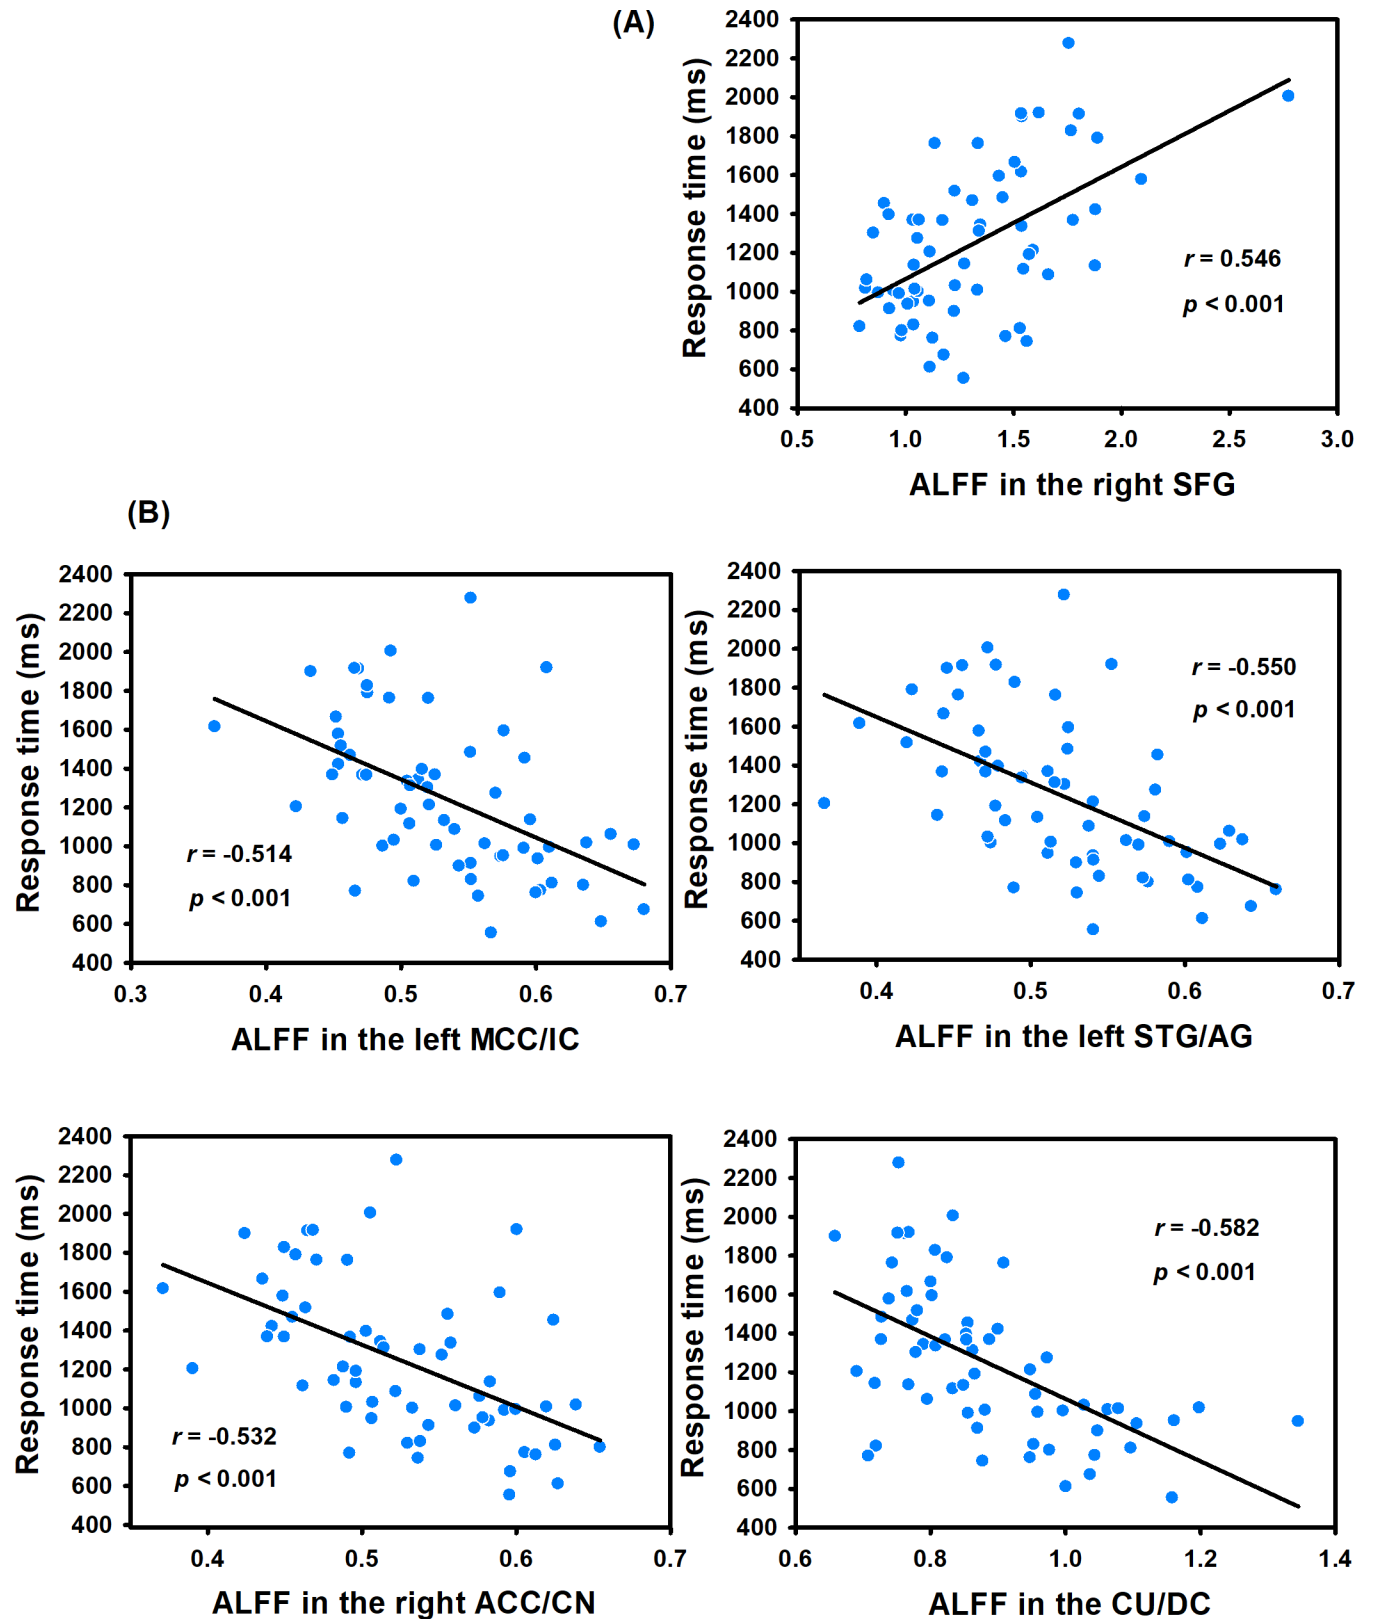 (A)
Response time (ms)
2400
2200
2000
1800
1600
1400
1200
1000
800
600
400
r = 0.546
p < 0.001
0.5 1.0 1.5 2.0 2.5 3.0
ALFF in the right SFG
(B)
Response time (ms)
2400
2200
2000
1800
1600
1400
1200
1000
800
600
400
r = -0.514
p < 0.001
0.3 0.4 0.5 0.6 0.7
ALFF in the left MCC/IC
Response time (ms)
2400
2200
2000
1800
1600
1400
1200
1000
800
600
400
r = -0.550
p < 0.001
0.4 0.5 0.6 0.7
ALFF in the left STG/AG
Response time (ms)
2400
2200
2000
1800
1600
1400
1200
1000
800
600
400
r = -0.532
p < 0.001
0.4 0.5 0.6 0.7
ALFF in the right ACC/CN
Response time (ms)
2400
2200
2000
1800
1600
1400
1200
1000
800
600
400
r = -0.582
p < 0.001
0.6 0.8 1.0 1.2 1.4
ALFF in the CU/DC